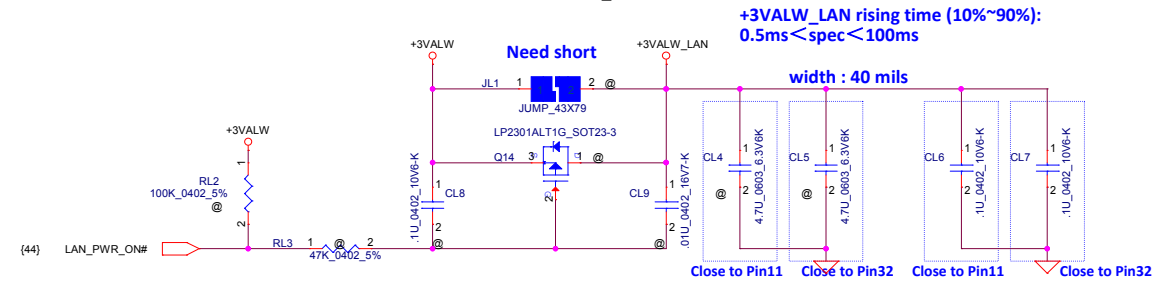 +3VALW_LAN rising time (10%~90%):
0.5ms＜spec＜100ms
+3VALW
Need short
+3VALW_LAN
width : 40 mils
JL1
1
2
@
JUMP_43X79
LP2301ALT1G_SOT23-3
Q14
3
1
@
2
+3VALW
1
RL2
100K_0402_5%
@
2
1
CL8
2
.1U_0402_10V6-K
@
1
CL9
2
.01U_0402_16V7-K
@
CL4
1
2
@
4.7U_0603_6.3V6K
CL5
1
2
@
4.7U_0603_6.3V6K
CL6
1
2
.1U_0402_10V6-K
CL7
1
2
.1U_0402_10V6-K
{44}
LAN_PWR_ON#
RL3
1
@
2
47K_0402_5%
Close to Pin11
Close to Pin32
Close to Pin11
Close to Pin32